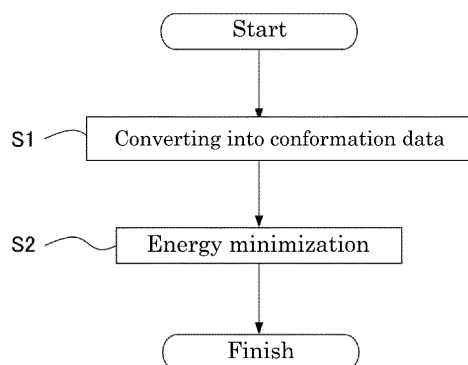 Start
S1
Converting into conformation data
S2
Energy minimization
Finish